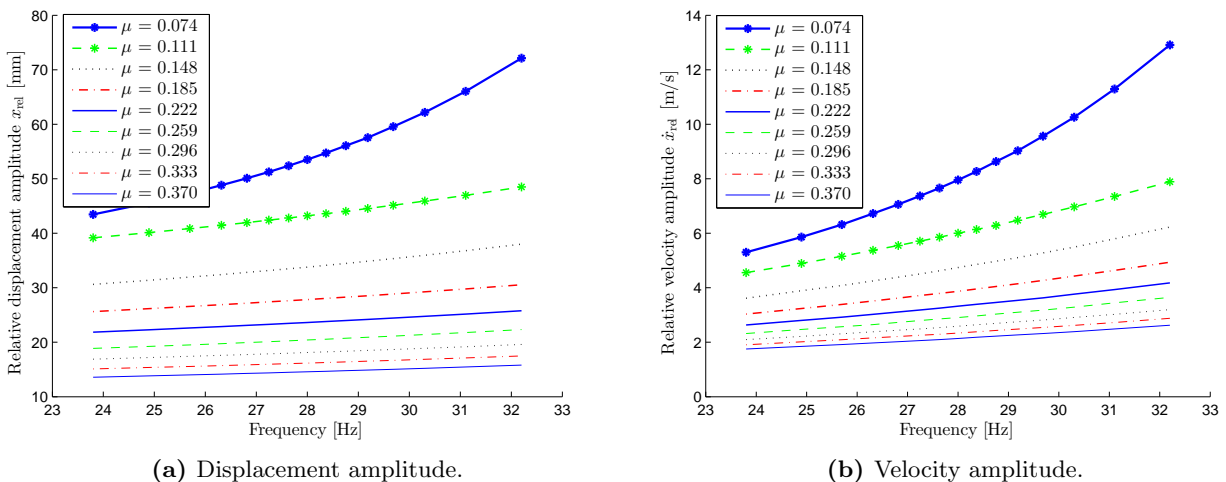 80
70
60
50
40
30
20
10
Relative displacement amplitude x_rel [mm]
μ = 0.074
μ = 0.111
μ = 0.148
μ = 0.185
μ = 0.222
μ = 0.259
μ = 0.296
μ = 0.333
μ = 0.370
23 24 25 26 27 28 29 30 31 32 33
Frequency [Hz]
(a) Displacement amplitude.
14
12
10
8
6
4
2
0
Relative velocity amplitude ẋ_rel [m/s]
μ = 0.074
μ = 0.111
μ = 0.148
μ = 0.185
μ = 0.222
μ = 0.259
μ = 0.296
μ = 0.333
μ = 0.370
23 24 25 26 27 28 29 30 31 32 33
Frequency [Hz]
(b) Velocity amplitude.